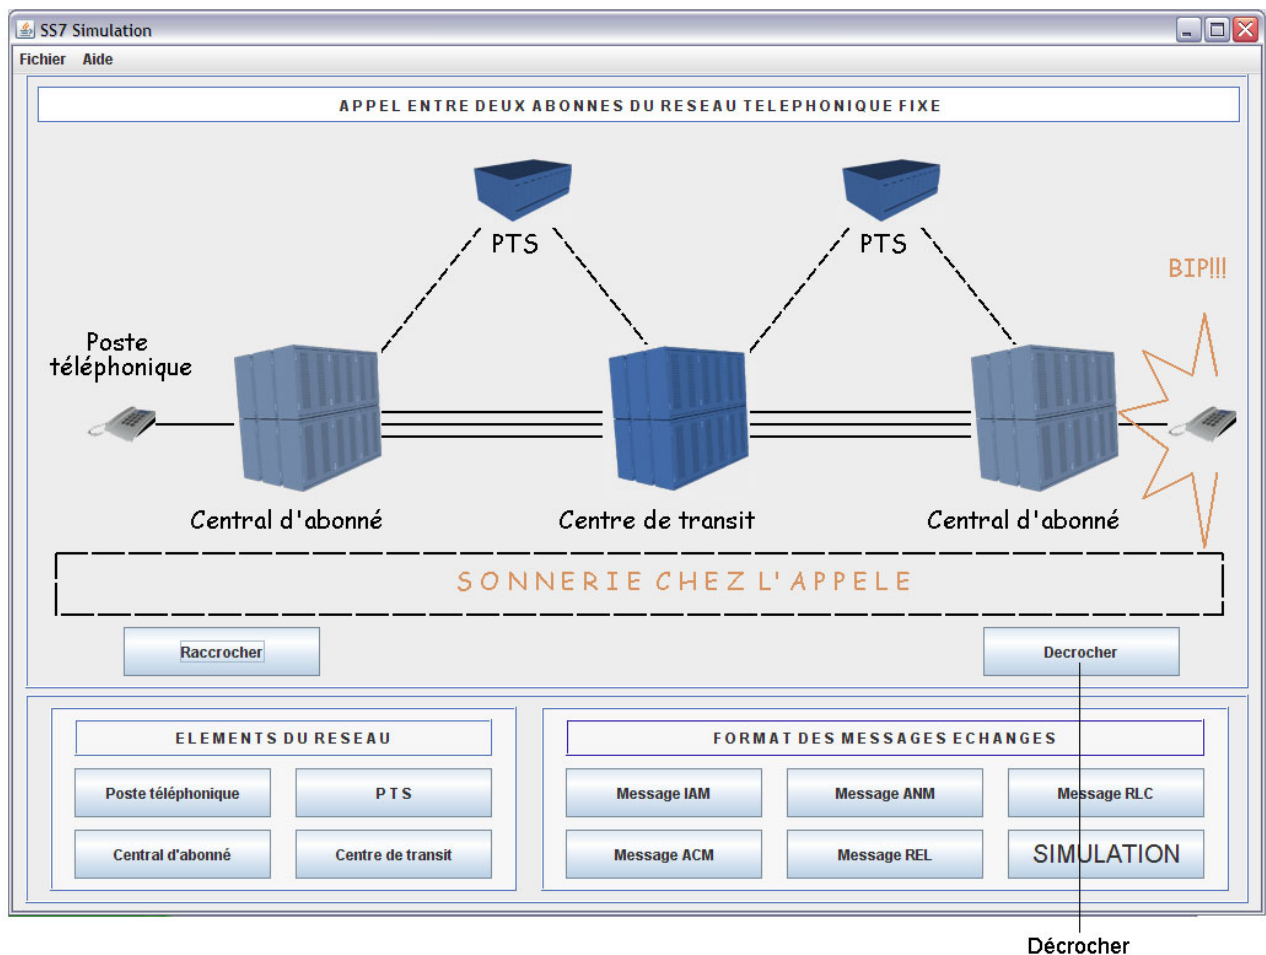 SS7 Simulation
Fichier Aide
APPEL ENTRE DEUX ABONNES DU RESEAU TELEPHONIQUE FIXE
PTS
PTS
BIP!!!
Poste
téléphonique
Central d'abonné
Centre de transit
Central d'abonné
SONNERIE CHEZ L'APPELE
Raccrocher
Decrocher
ELEMENTS DU RESEAU
Poste téléphonique
P T S
Central d'abonné
Centre de transit
FORMAT DES MESSAGES ECHANGES
Message IAM
Message ANM
Message RLC
Message ACM
Message REL
SIMULATION
Décrocher